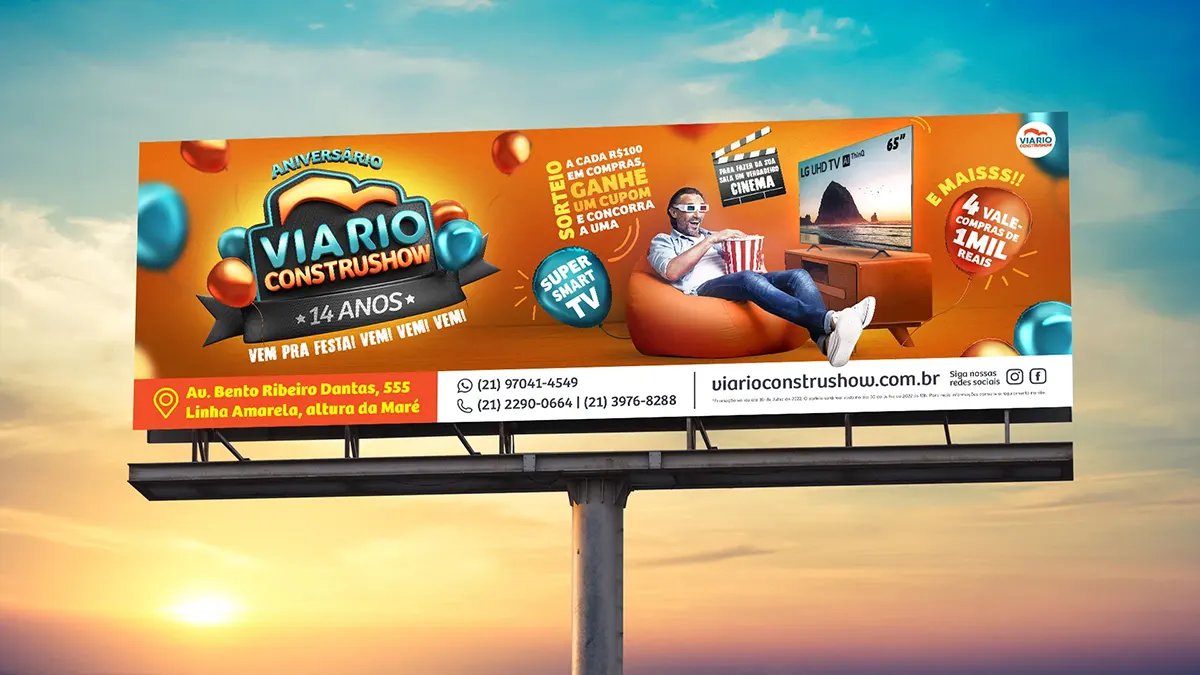 ANIVERSÁRIO
VIARIO
CONSTRUSHOW
14 ANOS
VEM PRA FESTA! VEM! VEM! VEM!
SORTEIO
A CADA R$100
EM COMPRAS,
GANHE
UM CUPOM
E CONCORRA
A UMA
SUPER
SMART
TV
PARA FAZER DA SUA
SALA UM VERDADEIRO
CINEMA
LG UHD TV AI ThinQ
65"
VIARIO
CONSTRUSHOW
E MAISSS!!
4 VALE-
COMPRAS DE
1MIL
REAIS
Av. Bento Ribeiro Dantas, 555
Linha Amarela, altura da Maré
(21) 97041-4549
(21) 2290-0664 | (21) 3976-8288
viarioconstrushow.com.br
Siga nossas
redes sociais